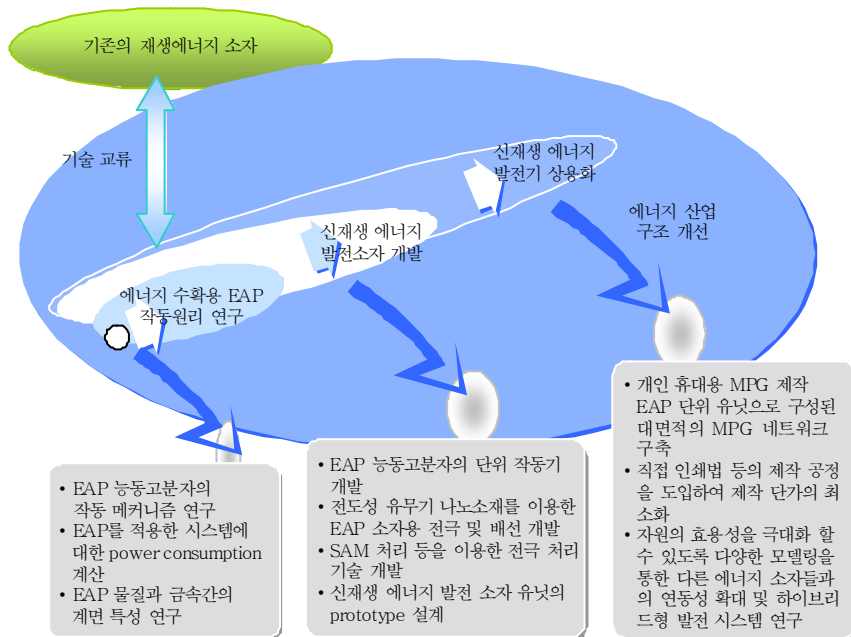 기존의 재생에너지 소자
기술 교류
신재생 에너지
발전기 상용화
에너지 산업
구조 개선
신재생 에너지
발전소자 개발
에너지 수확용 EAP
작동원리 연구
• EAP 능동고분자의
작동 메커니즘 연구
• EAP를 적용한 시스템에
대한 power consumption
계산
• EAP 물질과 금속간의
계면 특성 연구
• EAP 능동고분자의 단위 작동기
개발
• 전도성 유무기 나노소재를 이용한
EAP 소자용 전극 및 배선 개발
• SAM 처리 등을 이용한 전극 처리
기술 개발
• 신재생 에너지 발전 소자 유닛의
prototype 설계
• 개인 휴대용 MPG 제작
EAP 단위 유닛으로 구성된
대면적의 MPG 네트워크
구축
• 직접 인쇄법 등의 제작 공정
을 도입하여 제작 단가의 최
소화
• 자원의 효용성을 극대화 할
수 있도록 다양한 모델링을
통한 다른 에너지 소자들과
의 연동성 확대 및 하이브리
드형 발전 시스템 연구